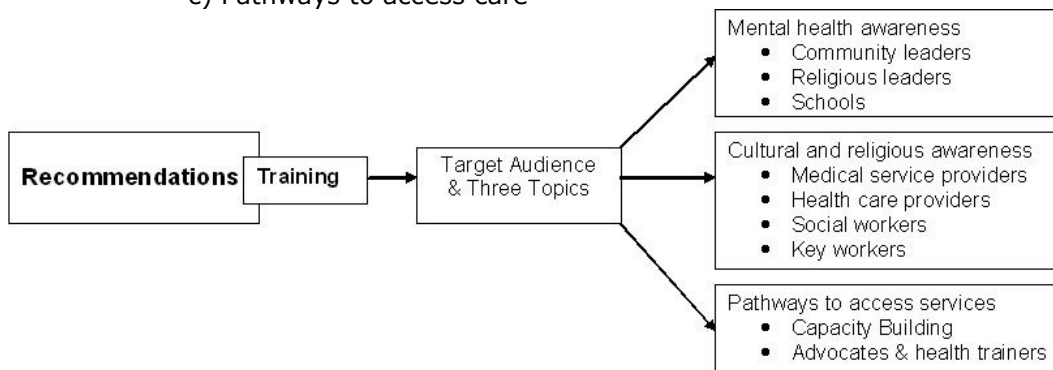 c) Pathways to access care
Mental health awareness
• Community leaders
• Religious leaders
• Schools
Recommendations
Training
Target Audience
& Three Topics
Cultural and religious awareness
• Medical service providers
• Health care providers
• Social workers
• Key workers
Pathways to access services
• Capacity Building
• Advocates & health trainers